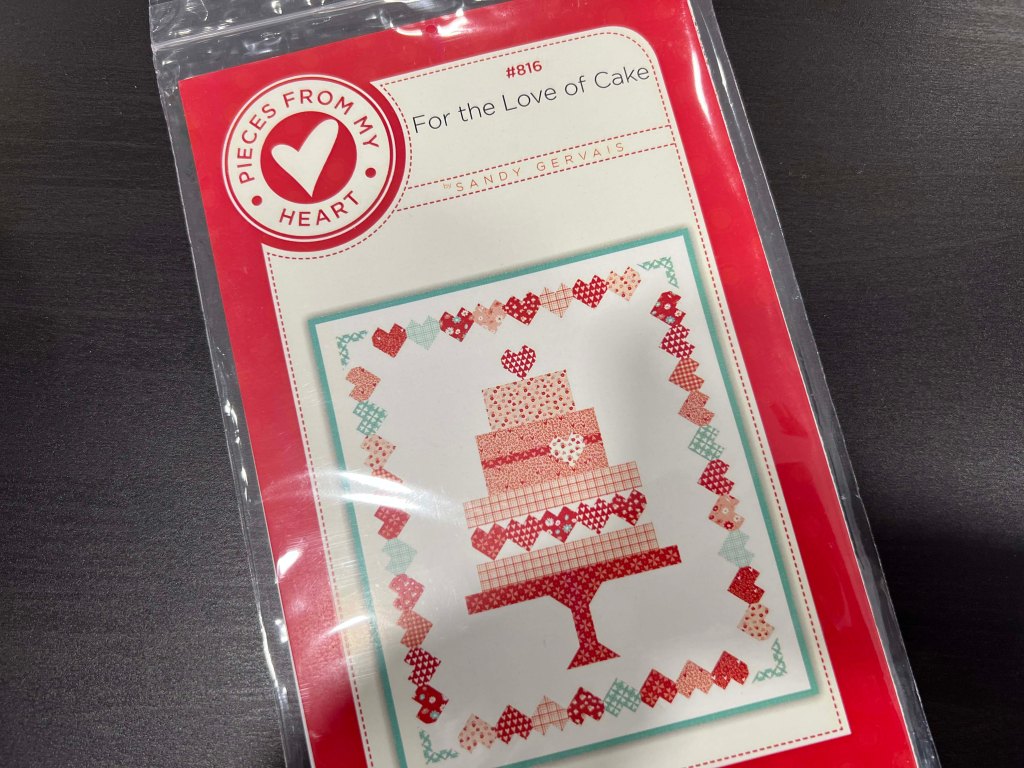 PIECES FROM MY
HEART
#816
For the Love of Cake
by SANDY GERVAIS